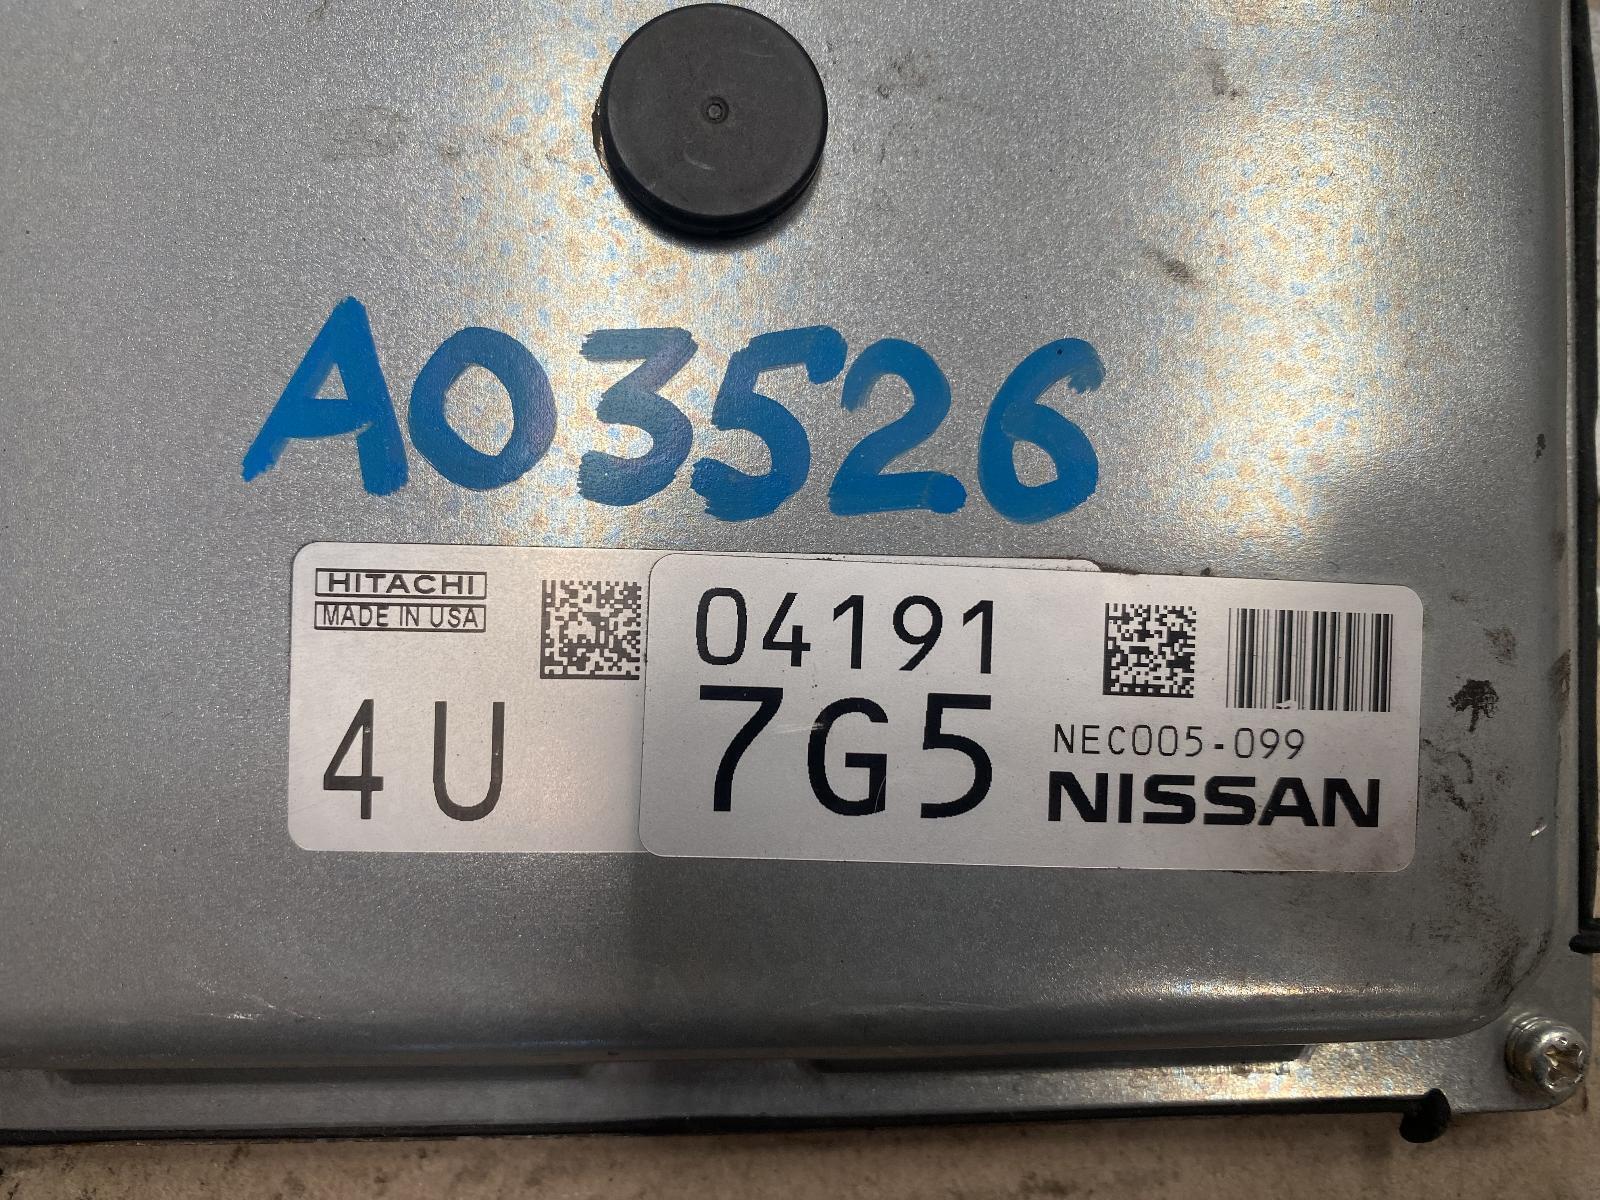 A03526
HITACHI
MADE IN USA
4U
04191
7G5
NEC005-099
NISSAN